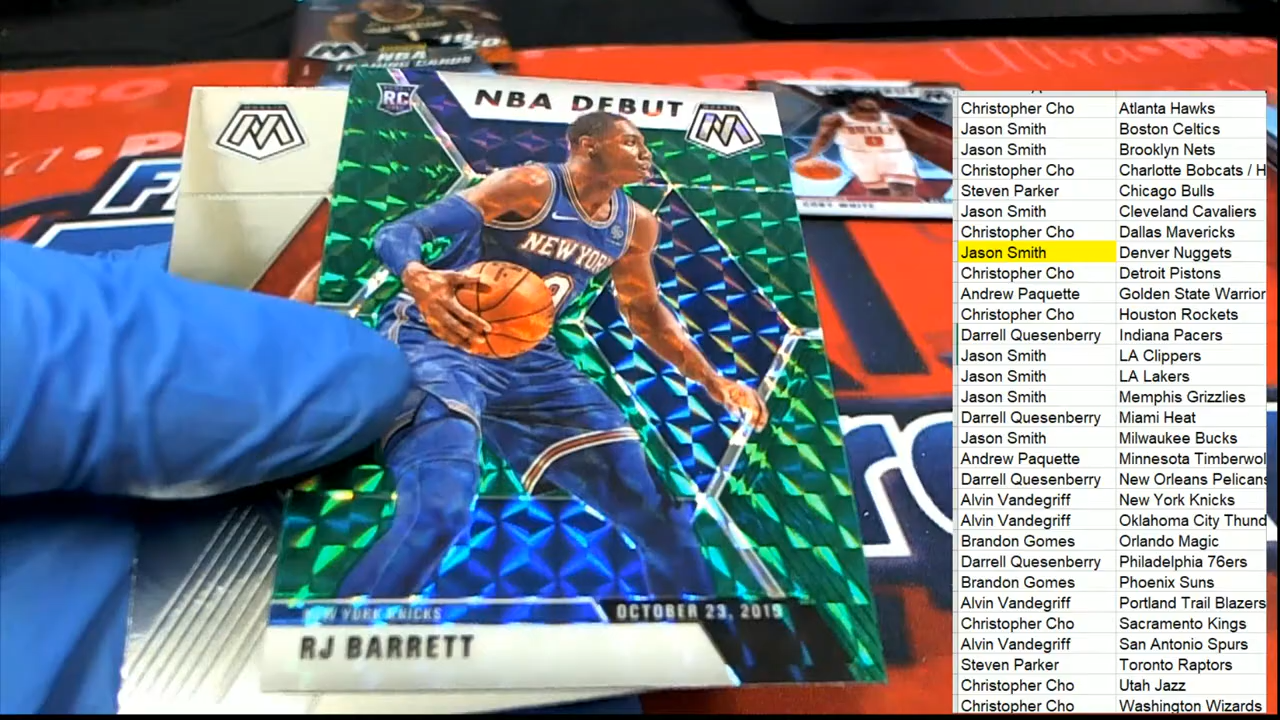 19-20
NBA
TRADING CARDS
Ultra PRO
PRO
RC
NBA DEBUT
MOSAIC
NEW YORK
9
NEW YORK KNICKS
OCTOBER 23, 2019
RJ BARRETT
BULLS
0
COBY WHITE
Christopher Cho Atlanta Hawks
Jason Smith Boston Celtics
Jason Smith Brooklyn Nets
Christopher Cho Charlotte Bobcats / H
Steven Parker Chicago Bulls
Jason Smith Cleveland Cavaliers
Christopher Cho Dallas Mavericks
Jason Smith Denver Nuggets
Christopher Cho Detroit Pistons
Andrew Paquette Golden State Warrior
Christopher Cho Houston Rockets
Darrell Quesenberry Indiana Pacers
Jason Smith LA Clippers
Jason Smith LA Lakers
Jason Smith Memphis Grizzlies
Darrell Quesenberry Miami Heat
Jason Smith Milwaukee Bucks
Andrew Paquette Minnesota Timberwol
Darrell Quesenberry New Orleans Pelicans
Alvin Vandegriff New York Knicks
Alvin Vandegriff Oklahoma City Thund
Brandon Gomes Orlando Magic
Darrell Quesenberry Philadelphia 76ers
Brandon Gomes Phoenix Suns
Alvin Vandegriff Portland Trail Blazers
Christopher Cho Sacramento Kings
Alvin Vandegriff San Antonio Spurs
Steven Parker Toronto Raptors
Christopher Cho Utah Jazz
Christopher Cho Washington Wizards